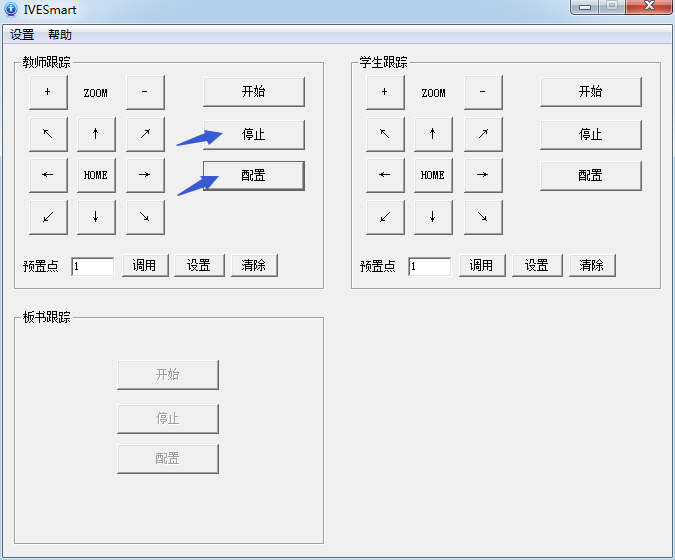 IVESmart
设置 帮助
教师跟踪
+ ZOOM - 开始
↖ ↑ ↗ 停止
← HOME → 配置
↙ ↓ ↘
预置点 1 调用 设置 清除
学生跟踪
+ ZOOM - 开始
↖ ↑ ↗ 停止
← HOME → 配置
↙ ↓ ↘
预置点 1 调用 设置 清除
板书跟踪
开始
停止
配置